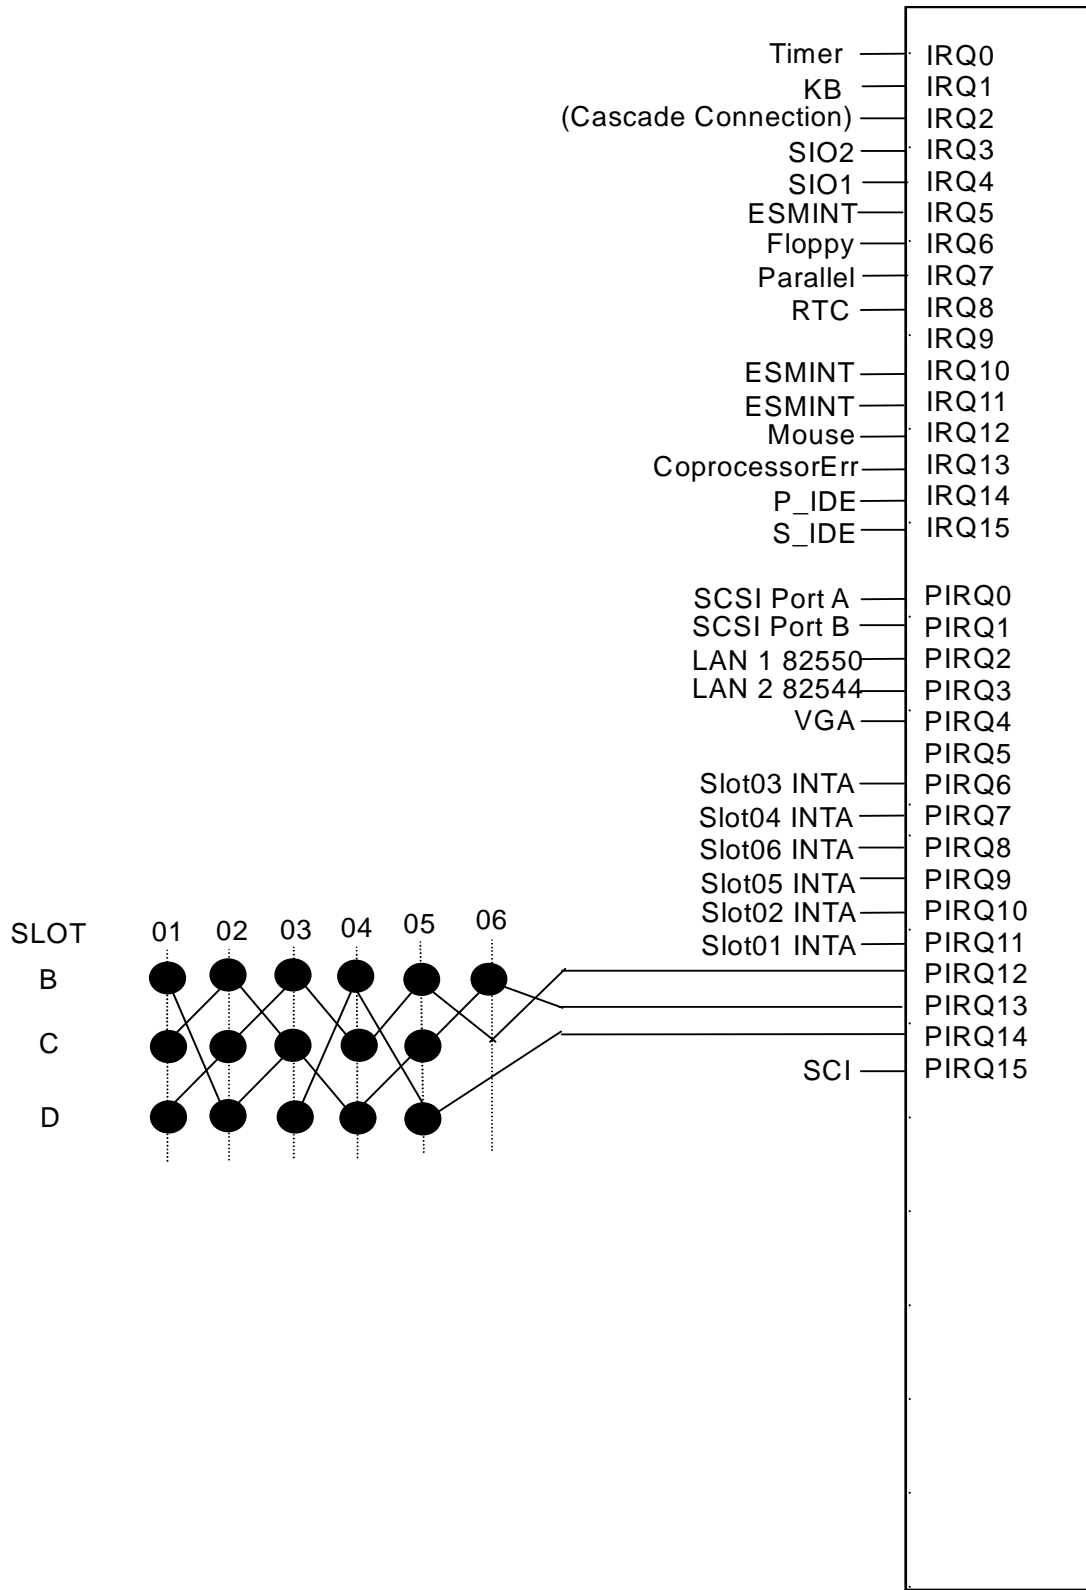 Timer IRQ0
KB IRQ1
(Cascade Connection) IRQ2
SIO2 IRQ3
SIO1 IRQ4
ESMINT IRQ5
Floppy IRQ6
Parallel IRQ7
RTC IRQ8
IRQ9
ESMINT IRQ10
ESMINT IRQ11
Mouse IRQ12
CoprocessorErr IRQ13
P_IDE IRQ14
S_IDE IRQ15
SCSI Port A PIRQ0
SCSI Port B PIRQ1
LAN 1 82550 PIRQ2
LAN 2 82544 PIRQ3
VGA PIRQ4
PIRQ5
Slot03 INTA PIRQ6
Slot04 INTA PIRQ7
Slot06 INTA PIRQ8
Slot05 INTA PIRQ9
Slot02 INTA PIRQ10
Slot01 INTA PIRQ11
SLOT 01 02 03 04 05 06
B PIRQ12
PIRQ13
C PIRQ14
SCI PIRQ15
D